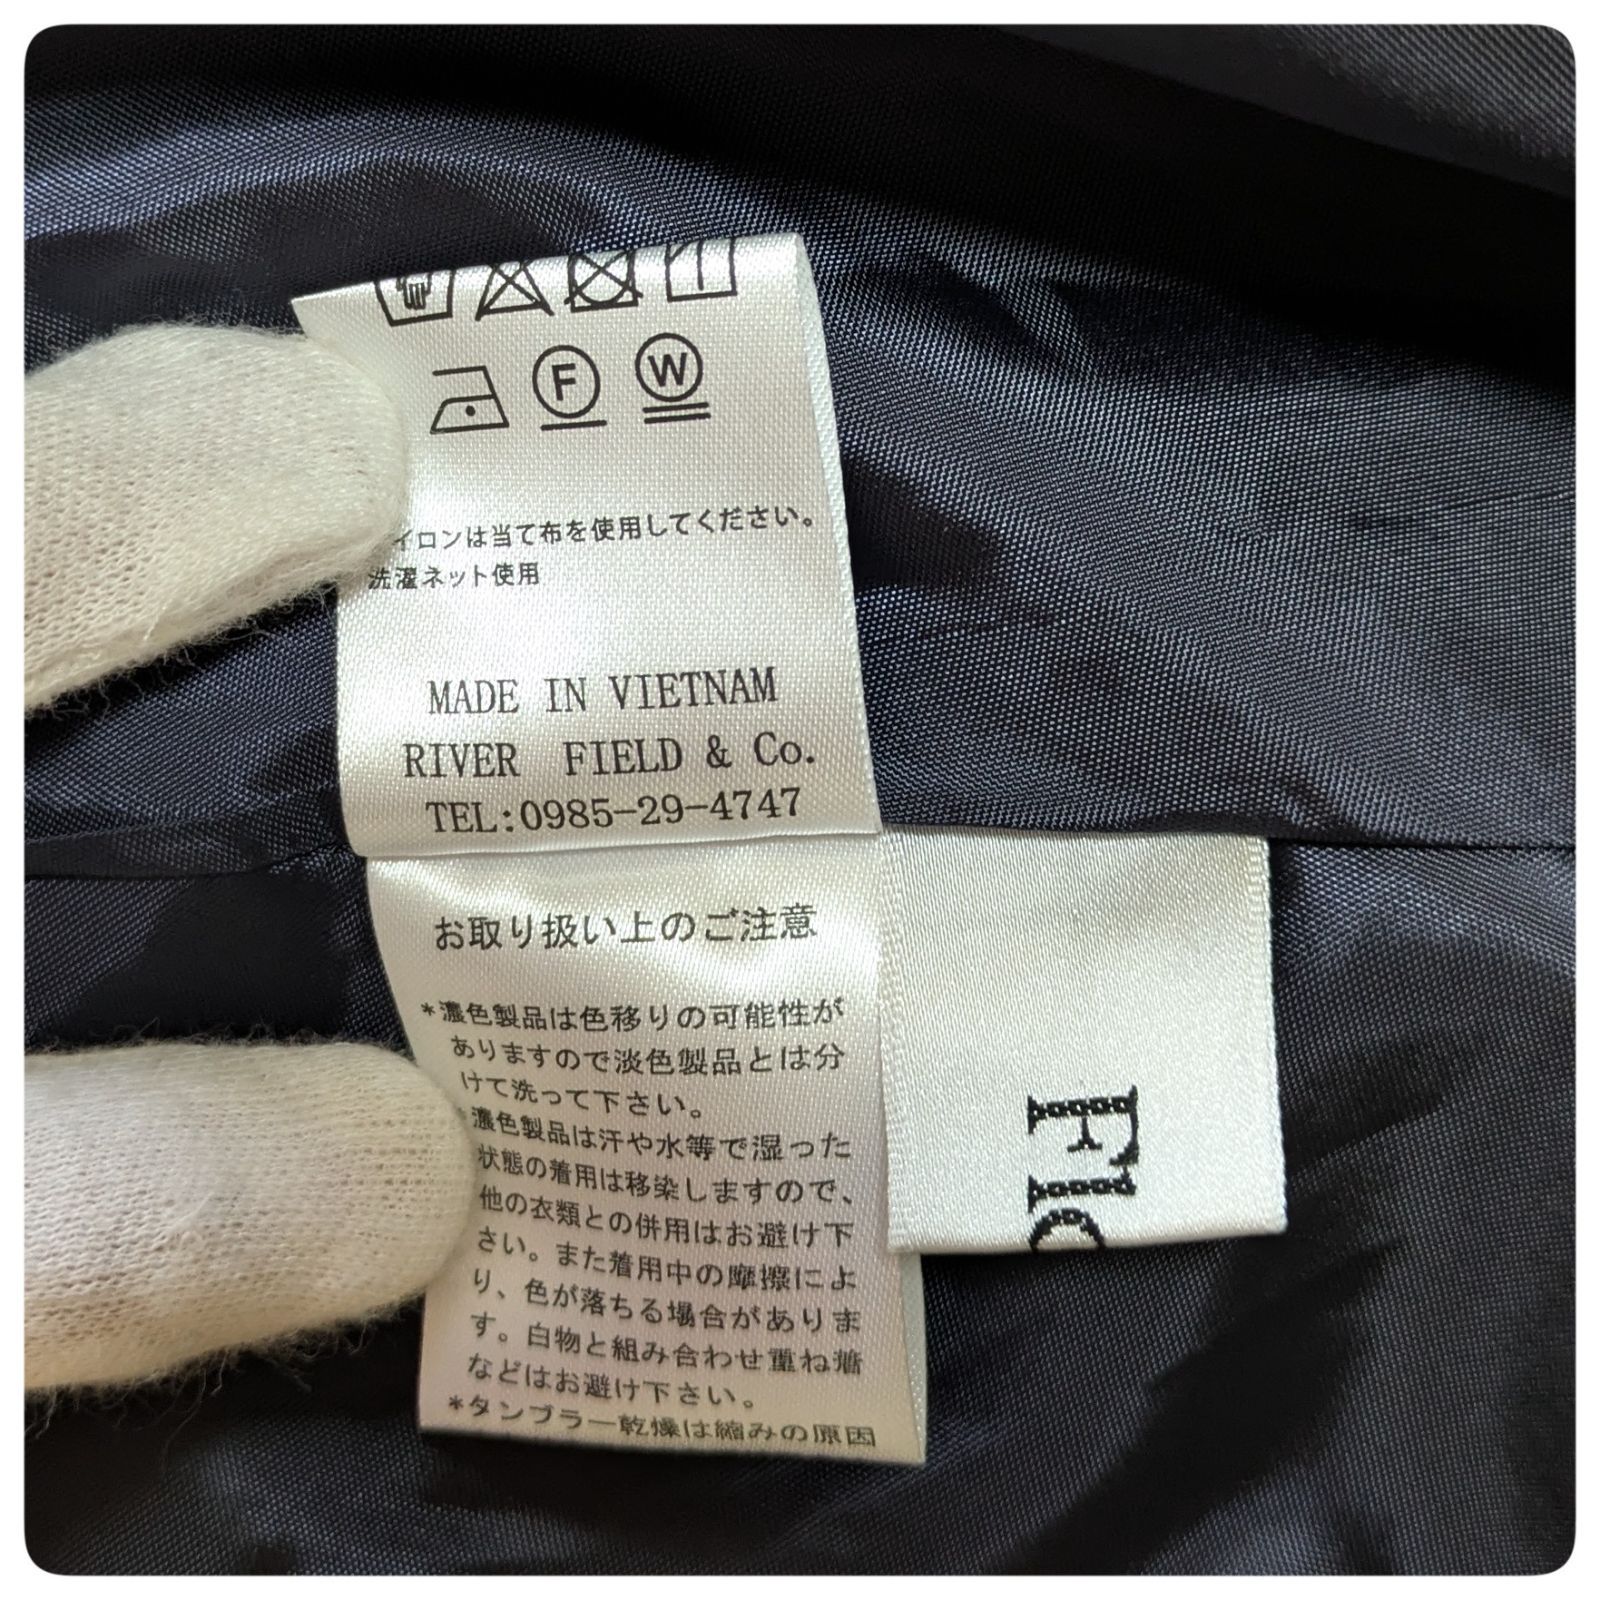 F
W
イロンは当て布を使用してください。
洗濯ネット使用
MADE IN VIETNAM
RIVER FIELD & Co.
TEL:0985-29-4747
お取り扱い上のご注意
*濃色製品は色移りの可能性が
ありますので淡色製品とは分
けて洗って下さい。
濃色製品は汗や水等で湿った
状態の着用は移染しますので、
他の衣類との併用はお避け下
さい。また着用中の摩擦によ
り、色が落ちる場合がありま
す。白物と組み合わせ重ね着
などはお避け下さい。
*タンブラー乾燥は縮みの原因